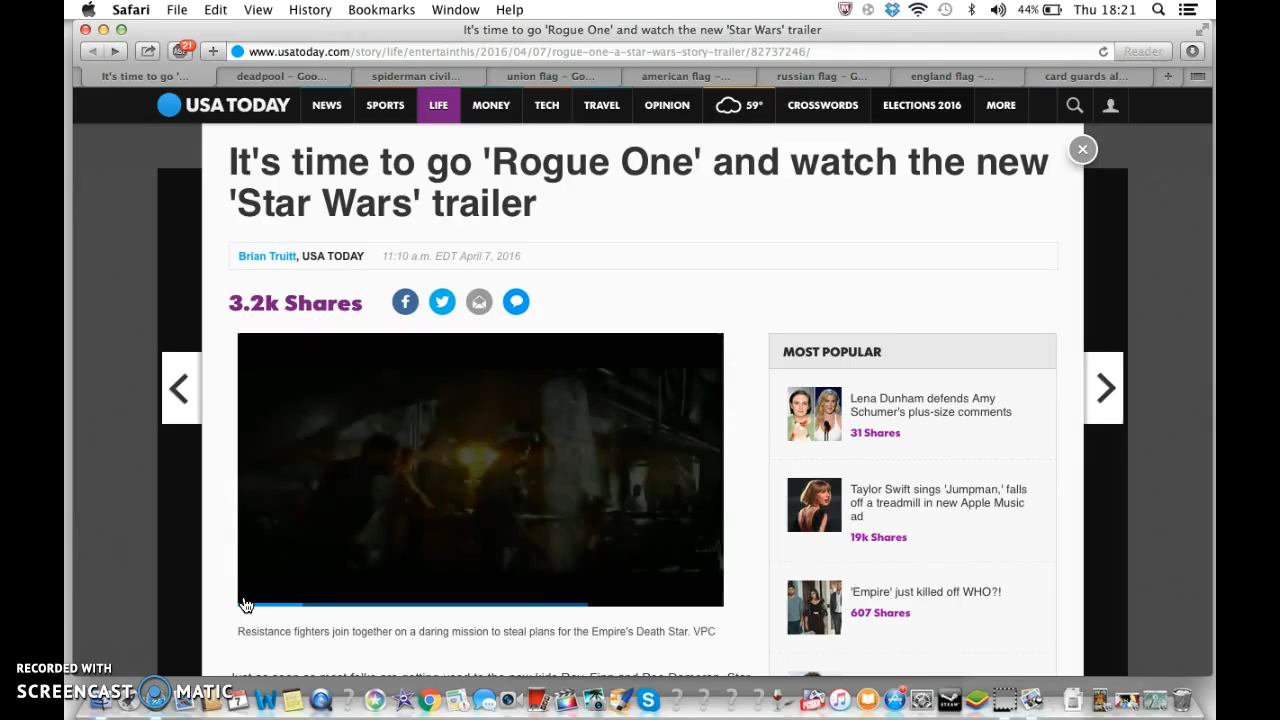 Safari File Edit View History Bookmarks Window Help 44% Thu 18:21
It's time to go 'Rogue One' and watch the new 'Star Wars' trailer
21 www.usatoday.com/story/life/entertainthis/2016/04/07/rogue-one-a-star-wars-story-trailer/82737246/ Reader
It's time to go '... deadpool – Goo... spiderman civil... union flag – Go... american flag –... russian flag – G... england flag –... card guards al...
USA TODAY NEWS SPORTS LIFE MONEY TECH TRAVEL OPINION 59° CROSSWORDS ELECTIONS 2016 MORE
It's time to go 'Rogue One' and watch the new
'Star Wars' trailer
Brian Truitt, USA TODAY 11:10 a.m. EDT April 7, 2016
3.2k Shares
MOST POPULAR
Lena Dunham defends Amy
Schumer's plus-size comments
31 Shares
Taylor Swift sings 'Jumpman,' falls
off a treadmill in new Apple Music
ad
19k Shares
'Empire' just killed off WHO?!
607 Shares
Resistance fighters join together on a daring mission to steal plans for the Empire's Death Star. VPC
RECORDED WITH
SCREENCAST MATIC